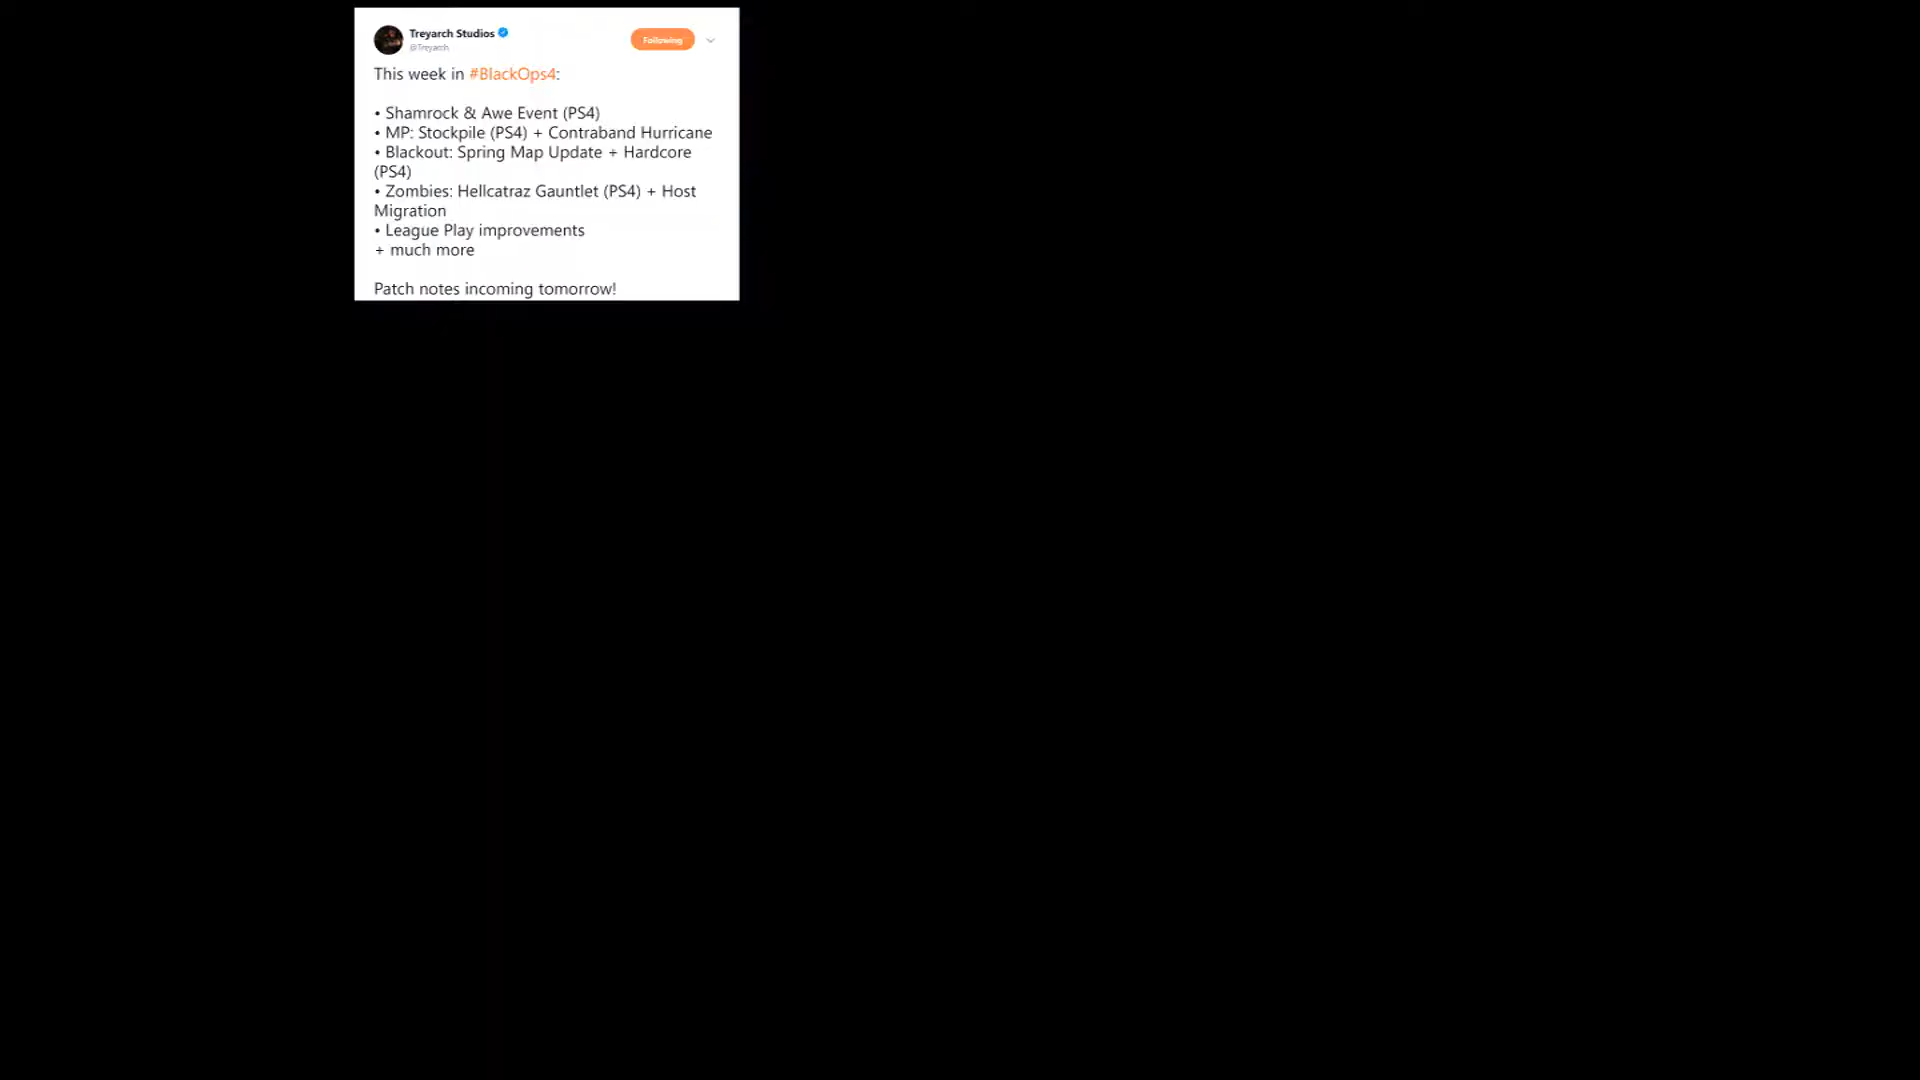 Treyarch Studios
@Treyarch
Following
This week in #BlackOps4:
• Shamrock & Awe Event (PS4)
• MP: Stockpile (PS4) + Contraband Hurricane
• Blackout: Spring Map Update + Hardcore
(PS4)
• Zombies: Hellcatraz Gauntlet (PS4) + Host
Migration
• League Play improvements
+ much more
Patch notes incoming tomorrow!